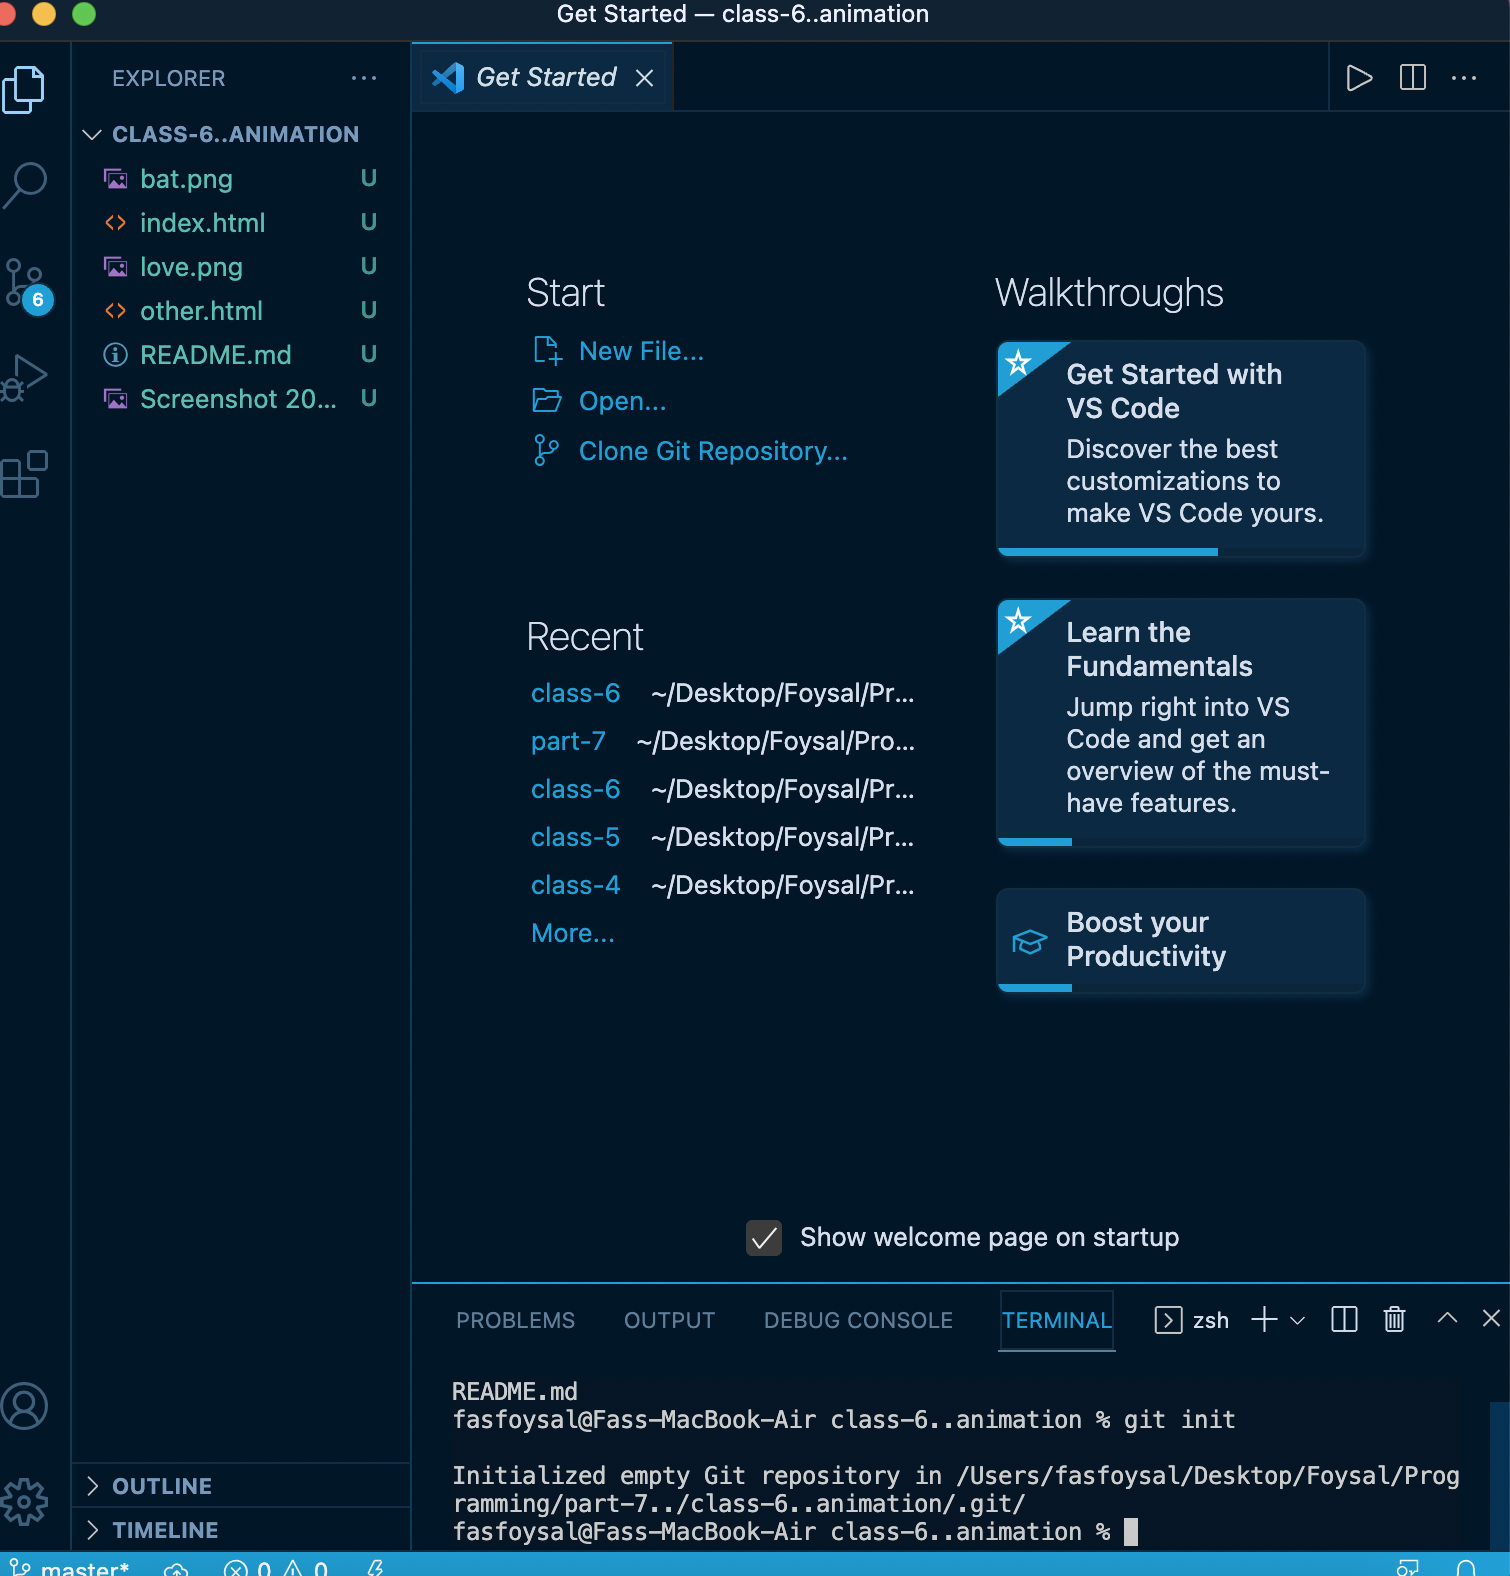 Get Started — class-6..animation
EXPLORER
CLASS-6..ANIMATION
bat.png U
index.html U
love.png U
other.html U
README.md U
Screenshot 20... U
6
OUTLINE
TIMELINE
Get Started
Start
New File...
Open...
Clone Git Repository...
Recent
class-6 ~/Desktop/Foysal/Pr...
part-7 ~/Desktop/Foysal/Pro...
class-6 ~/Desktop/Foysal/Pr...
class-5 ~/Desktop/Foysal/Pr...
class-4 ~/Desktop/Foysal/Pr...
More...
Walkthroughs
Get Started with
VS Code
Discover the best
customizations to
make VS Code yours.
Learn the
Fundamentals
Jump right into VS
Code and get an
overview of the must-
have features.
Boost your
Productivity
Show welcome page on startup
PROBLEMS OUTPUT DEBUG CONSOLE TERMINAL zsh
README.md
fasfoysal@Fass-MacBook-Air class-6..animation % git init
Initialized empty Git repository in /Users/fasfoysal/Desktop/Foysal/Prog
ramming/part-7../class-6..animation/.git/
fasfoysal@Fass-MacBook-Air class-6..animation %
master* 0 0